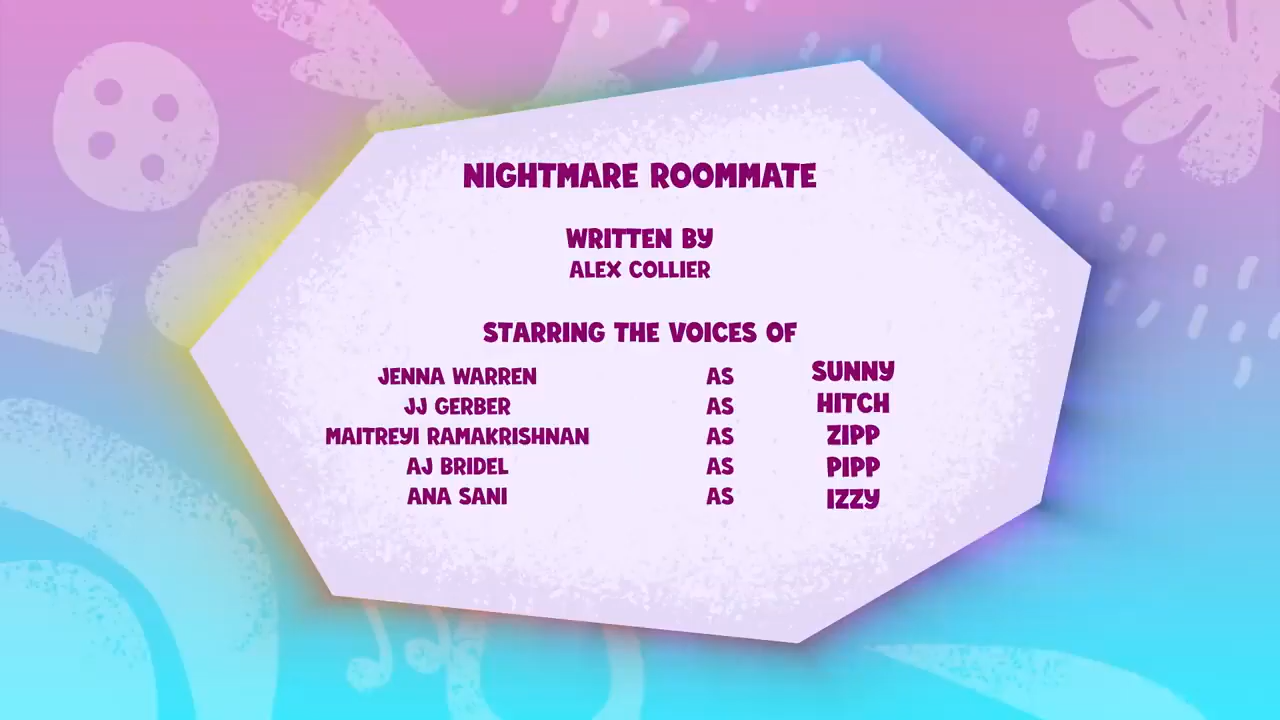 NIGHTMARE ROOMMATE
WRITTEN BY
ALEX COLLIER
STARRING THE VOICES OF
JENNA WARREN AS SUNNY
JJ GERBER AS HITCH
MAITREYI RAMAKRISHNAN AS ZIPP
AJ BRIDEL AS PIPP
ANA SANI AS IZZY